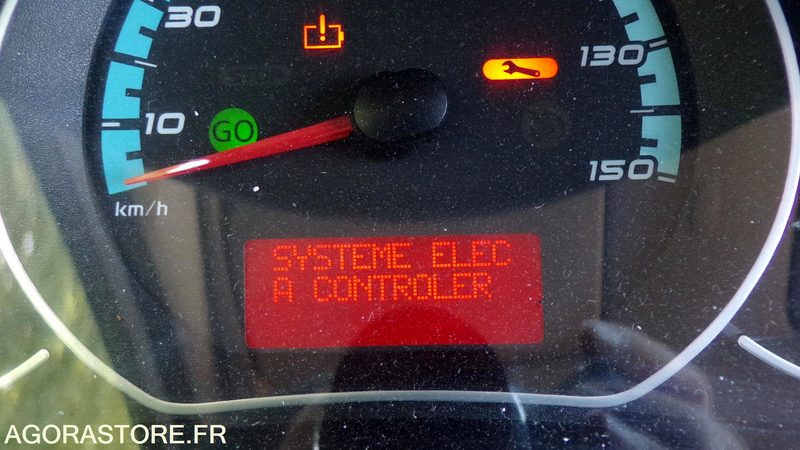 30
130
10
GO
150
km/h
SYSTEME ELEC
A CONTROLER
AGORASTORE.FR